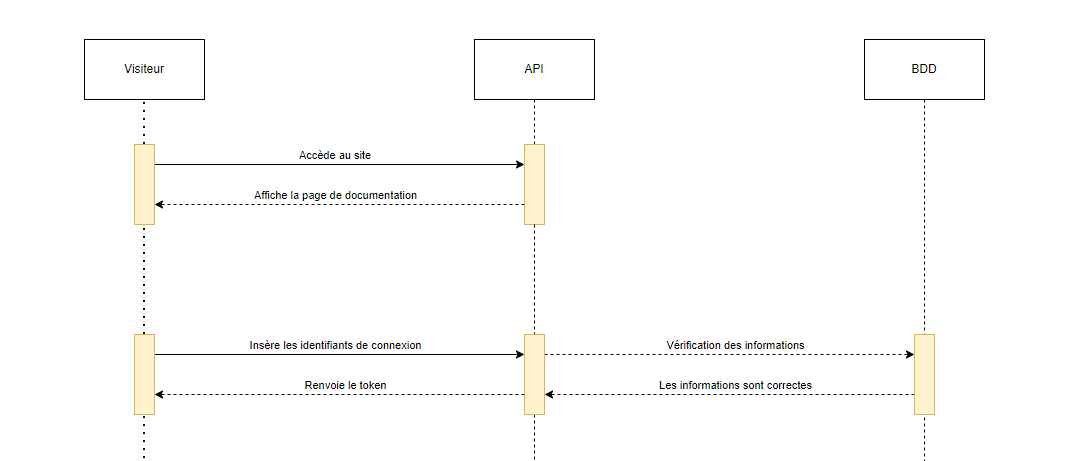 Visiteur
API
BDD
Accède au site
Affiche la page de documentation
Insère les identifiants de connexion
Vérification des informations
Renvoie le token
Les informations sont correctes